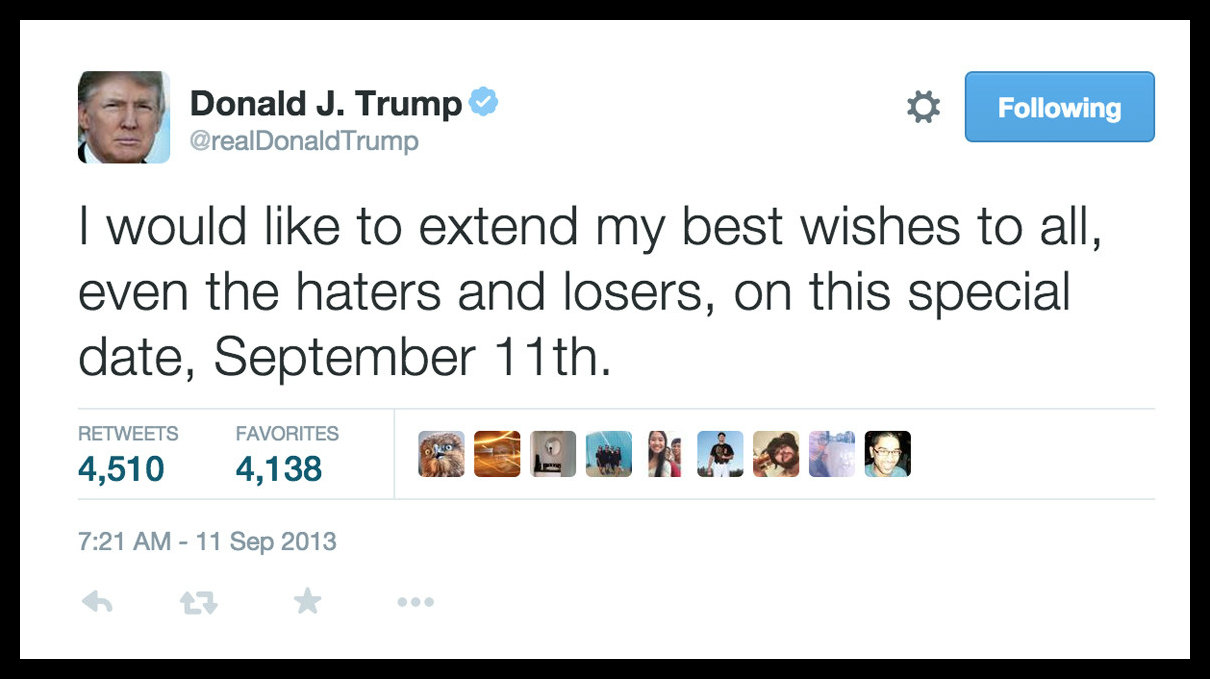 Donald J. Trump
@realDonaldTrump
Following
I would like to extend my best wishes to all,
even the haters and losers, on this special
date, September 11th.
RETWEETS FAVORITES
4,510 4,138
7:21 AM - 11 Sep 2013